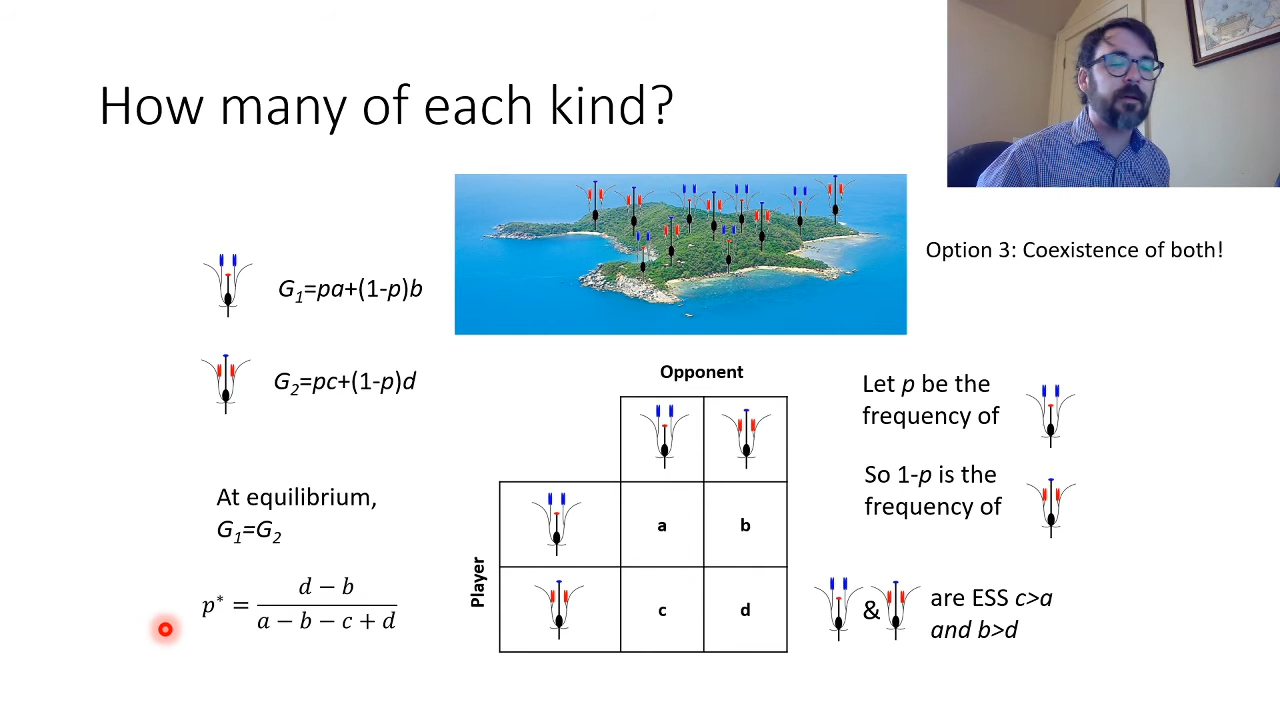 How many of each kind?
Option 3: Coexistence of both!
G₁=pa+(1-p)b
G₂=pc+(1-p)d
At equilibrium,
G₁=G₂
p* = (d − b) / (a − b − c + d)
Opponent
Player
a b
c d
Let p be the
frequency of
So 1-p is the
frequency of
& are ESS c>a
and b>d